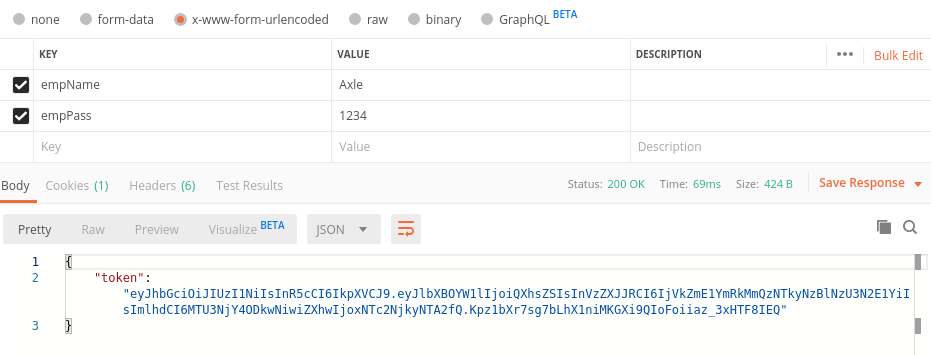 none form-data x-www-form-urlencoded raw binary GraphQL BETA
KEY VALUE DESCRIPTION ••• Bulk Edit
empName Axle
empPass 1234
Key Value Description
Body Cookies (1) Headers (6) Test Results Status: 200 OK Time: 69ms Size: 424 B Save Response
Pretty Raw Preview Visualize BETA JSON
1 {
2 "token":
"eyJhbGciOiJIUzI1NiIsInR5cCI6IkpXVCJ9.eyJlbXBOYW1lIjoiQXhsZSIsInVzZXJJRCI6IjVkZmE1YmRkMmQzNTkyNzBlNzU3N2E1YiI
sImlhdCI6MTU3NjY4ODkwNiwiZXhwIjoxNTc2NjkyNTA2fQ.Kpz1bXr7sg7bLhX1niMKGXi9QIoFoiiaz_3xHTF8IEQ"
3 }